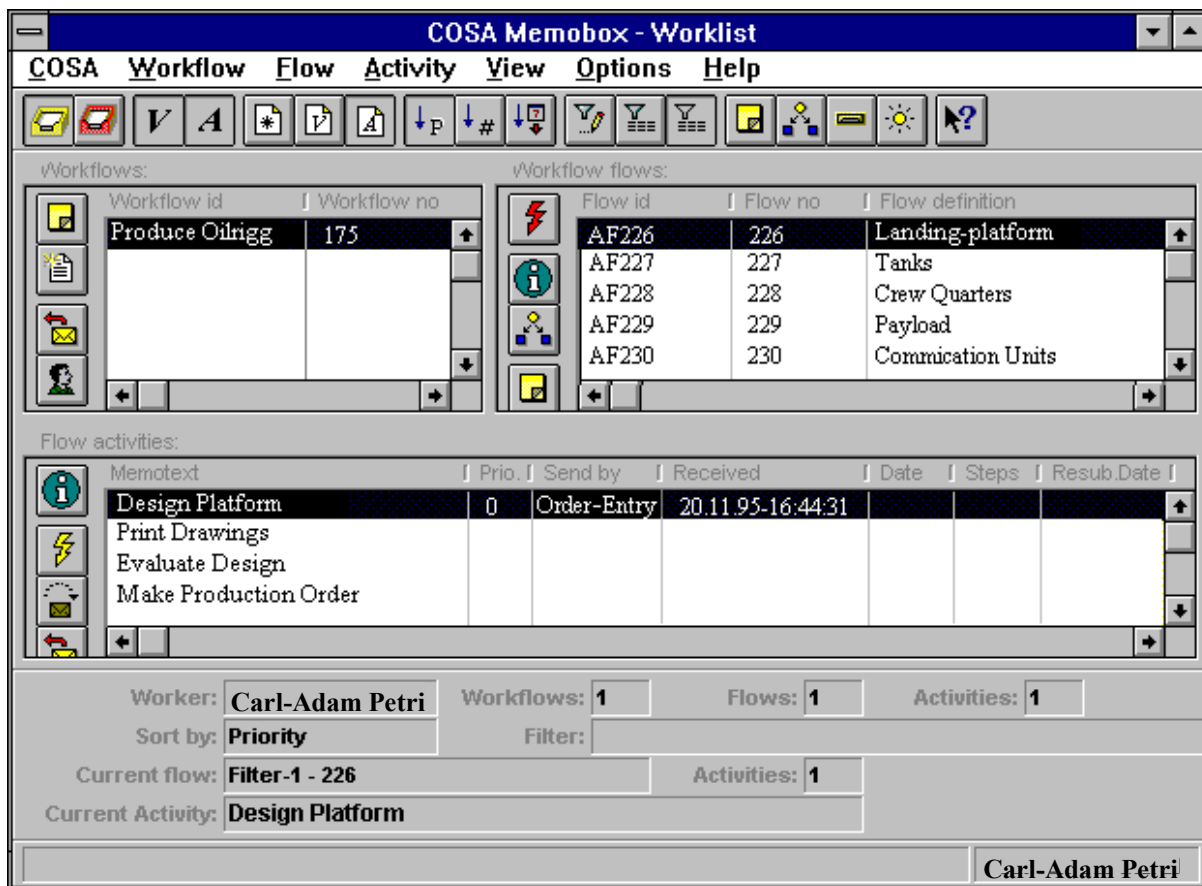 COSA Memobox - Worklist
COSA Workflow Flow Activity View Options Help
V A * V A P # ? ?
Workflows: Workflow flows:
Workflow id Workflow no Flow id Flow no Flow definition
Produce Oilrigg 175 AF226 226 Landing-platform
AF227 227 Tanks
AF228 228 Crew Quarters
AF229 229 Payload
AF230 230 Commication Units
Flow activities:
Memotext Prio. Send by Received Date Steps Resub.Date
Design Platform 0 Order-Entry 20.11.95-16:44:31
Print Drawings
Evaluate Design
Make Production Order
Worker: Carl-Adam Petri Workflows: 1 Flows: 1 Activities: 1
Sort by: Priority Filter:
Current flow: Filter-1 - 226 Activities: 1
Current Activity: Design Platform
Carl-Adam Petri